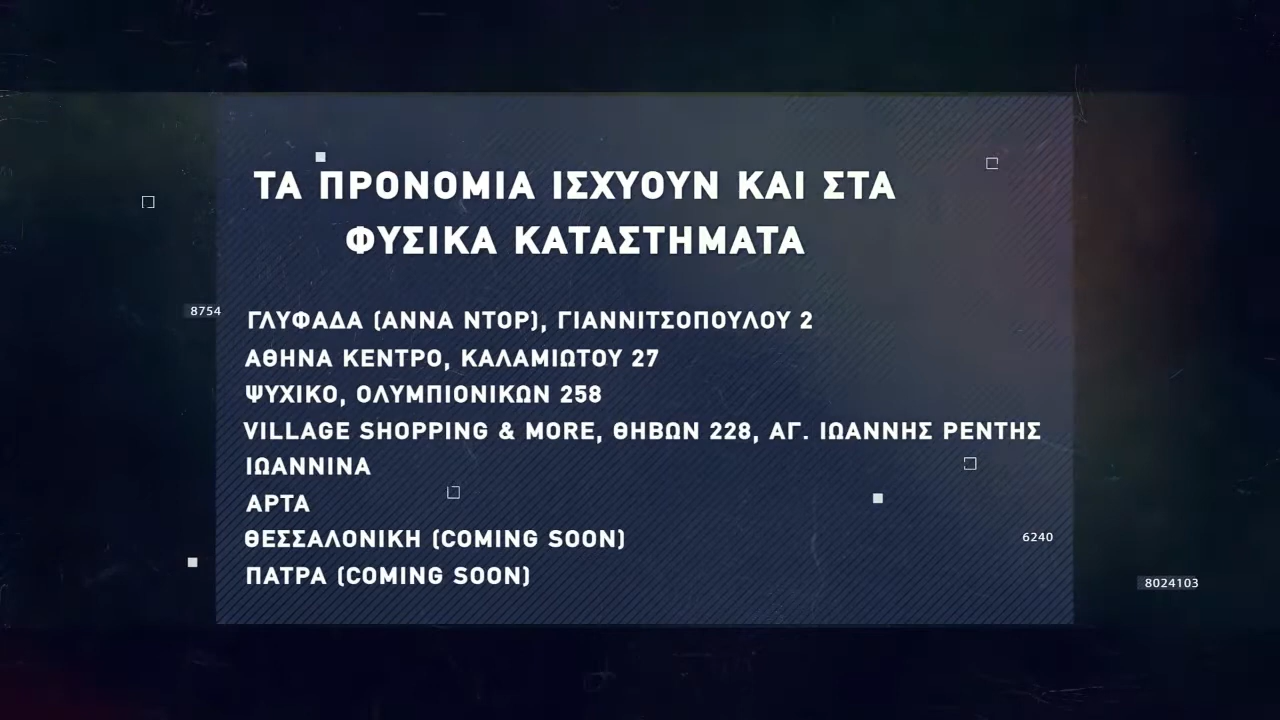 ΤΑ ΠΡΟΝΟΜΙΑ ΙΣΧΥΟΥΝ ΚΑΙ ΣΤΑ
ΦΥΣΙΚΑ ΚΑΤΑΣΤΗΜΑΤΑ
8754
ΓΛΥΦΑΔΑ (ΑΝΝΑ ΝΤΟΡ), ΓΙΑΝΝΙΤΣΟΠΟΥΛΟΥ 2
ΑΘΗΝΑ ΚΕΝΤΡΟ, ΚΑΛΑΜΙΩΤΟΥ 27
ΨΥΧΙΚΟ, ΟΛΥΜΠΙΟΝΙΚΩΝ 258
VILLAGE SHOPPING & MORE, ΘΗΒΩΝ 228, ΑΓ. ΙΩΑΝΝΗΣ ΡΕΝΤΗΣ
ΙΩΑΝΝΙΝΑ
ΑΡΤΑ
ΘΕΣΣΑΛΟΝΙΚΗ (COMING SOON)
6240
ΠΑΤΡΑ (COMING SOON)
8024103